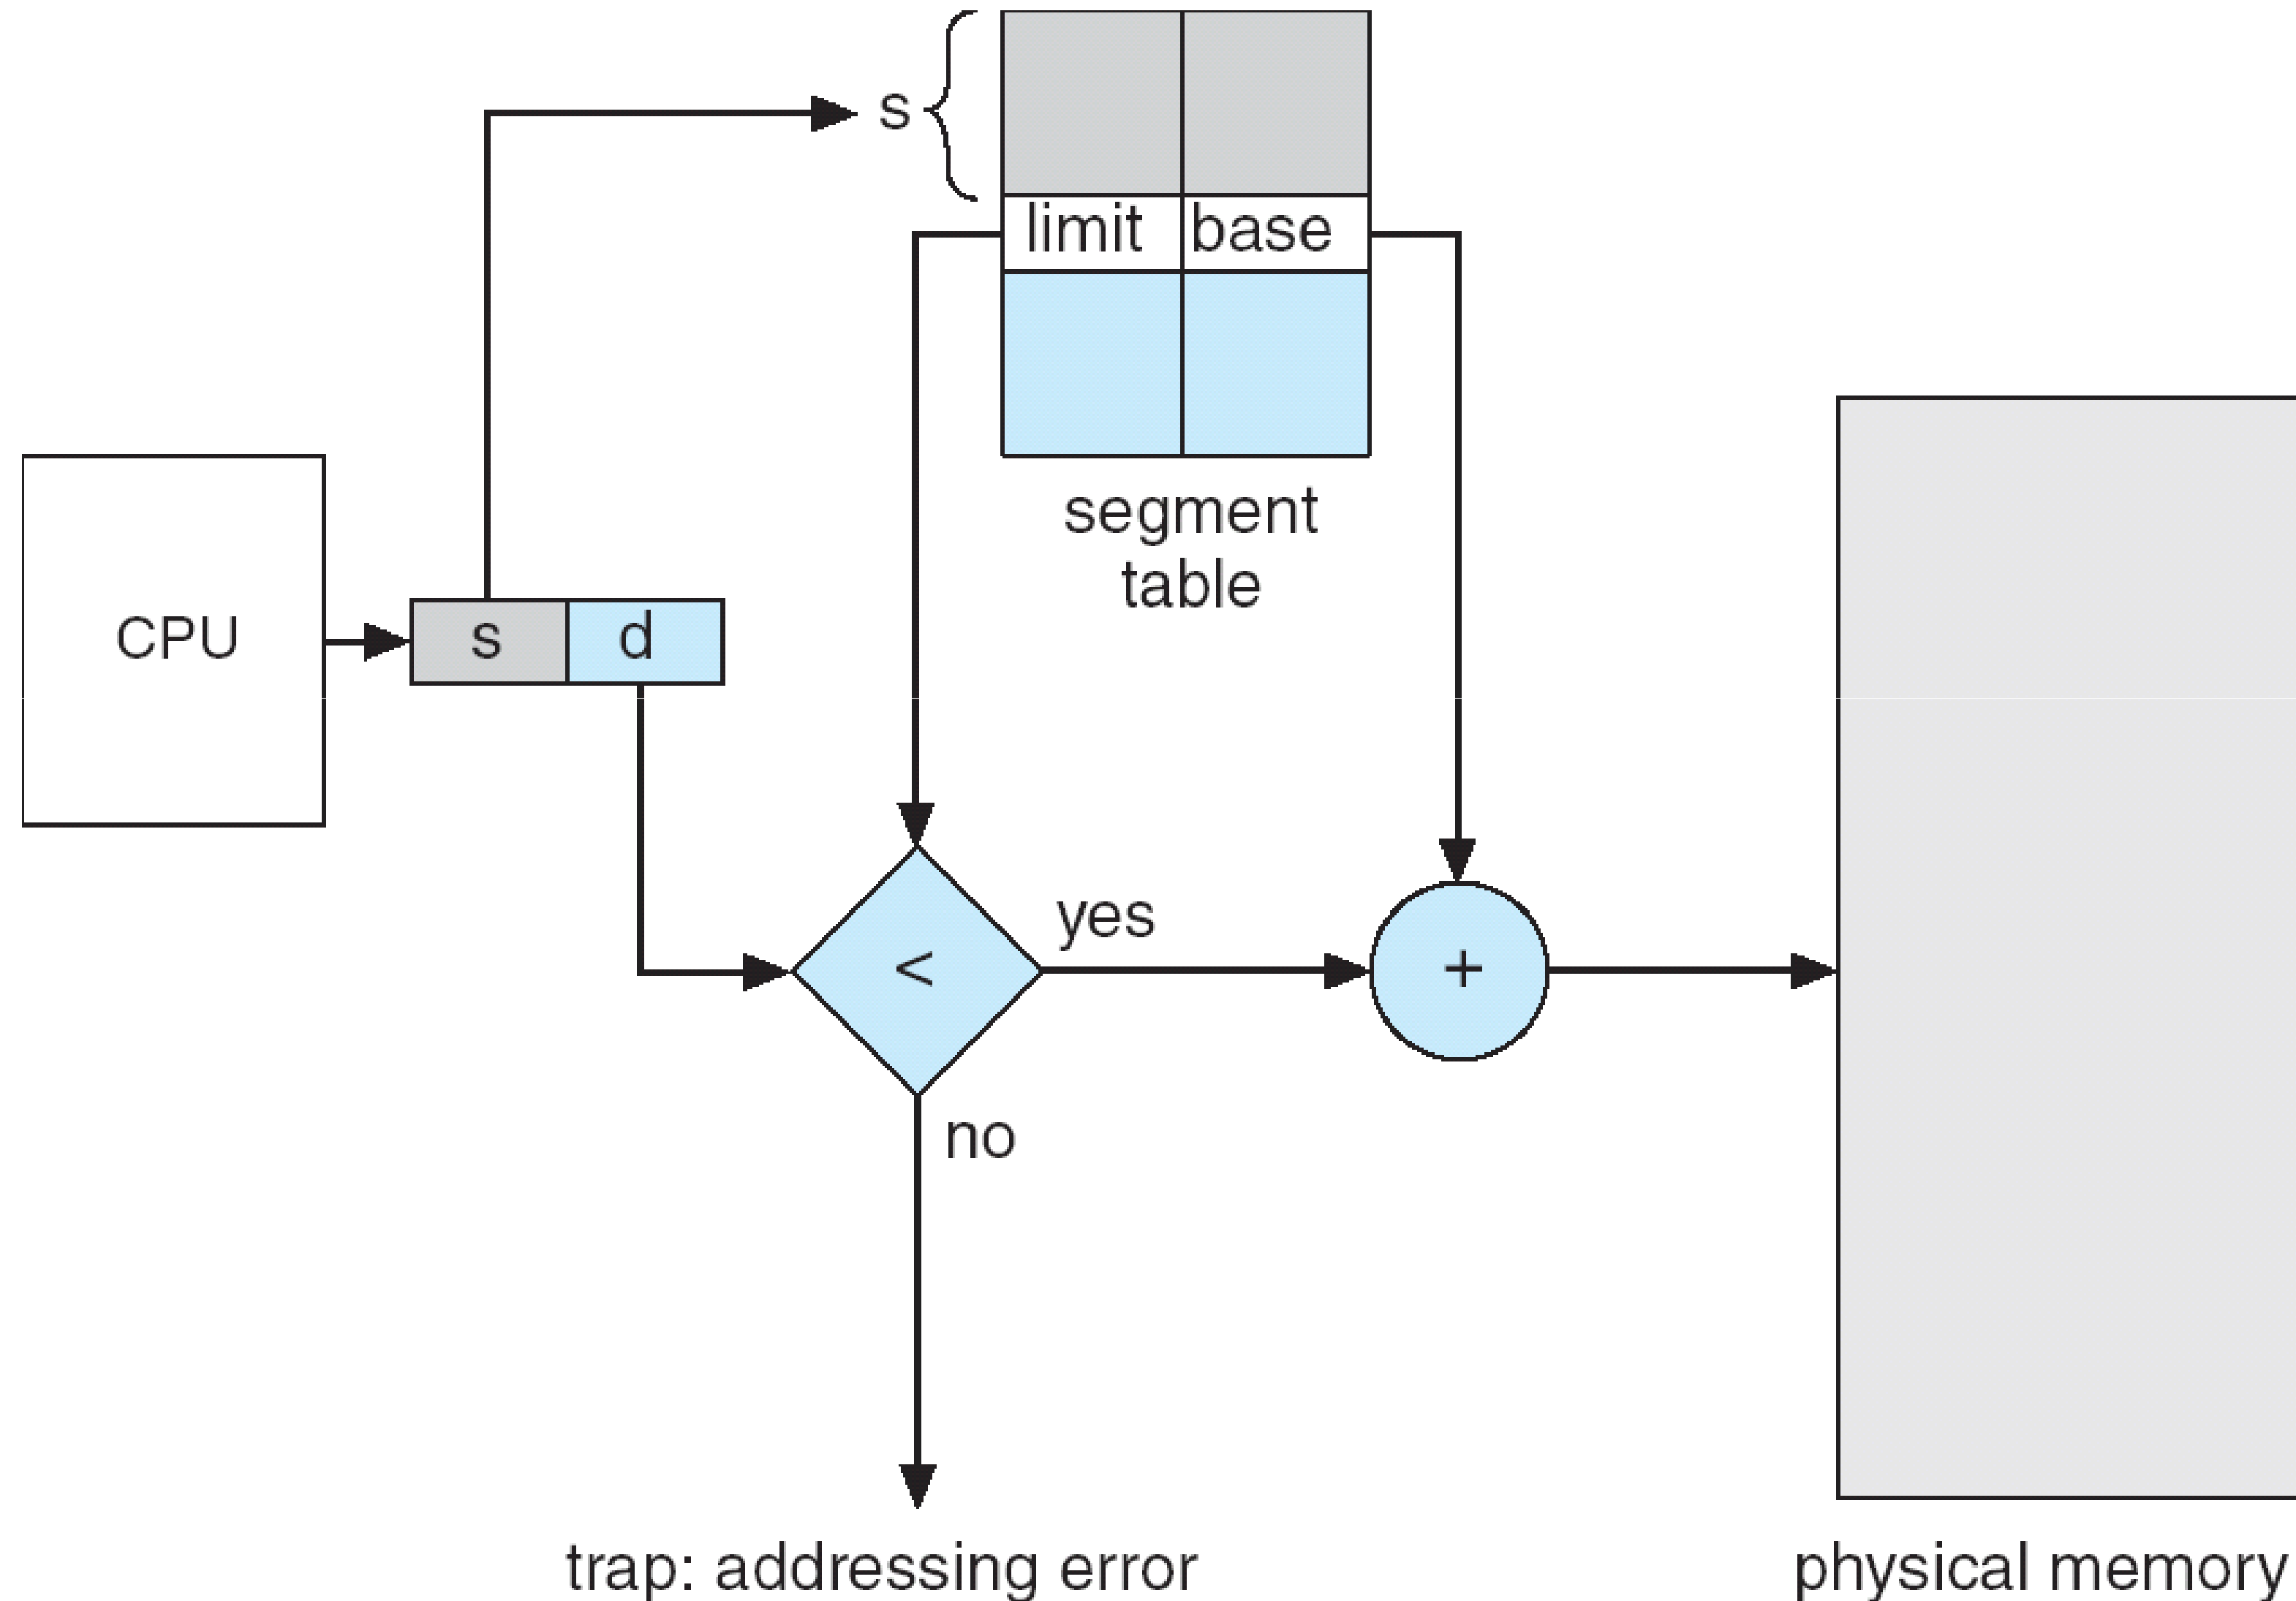 s
limit base
segment
table
CPU
s d
yes
<
+
no
trap: addressing error
physical memory